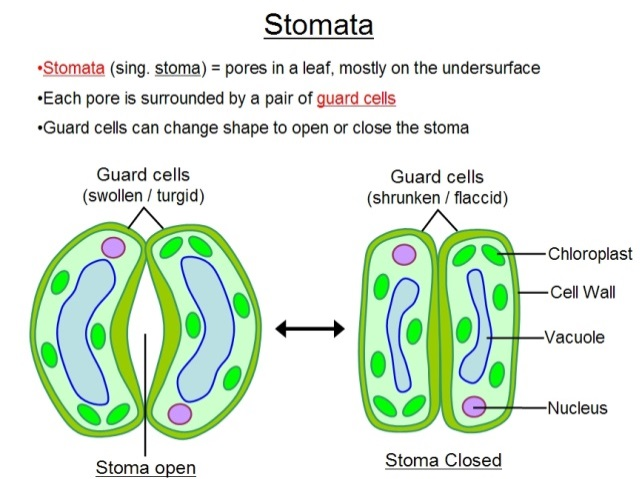 Stomata
•Stomata (sing. stoma) = pores in a leaf, mostly on the undersurface
•Each pore is surrounded by a pair of guard cells
•Guard cells can change shape to open or close the stoma
Guard cells
(swollen / turgid)
Guard cells
(shrunken / flaccid)
Chloroplast
Cell Wall
Vacuole
Nucleus
Stoma open
Stoma Closed